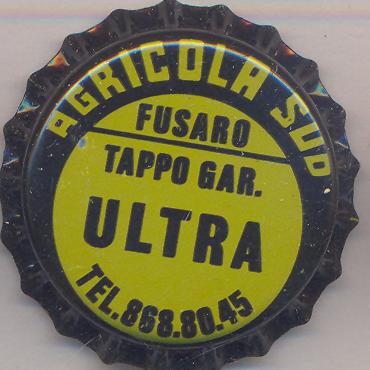 AGRICOLA SUD
FUSARO
TAPPO GAR.
ULTRA
TEL.868.80.45